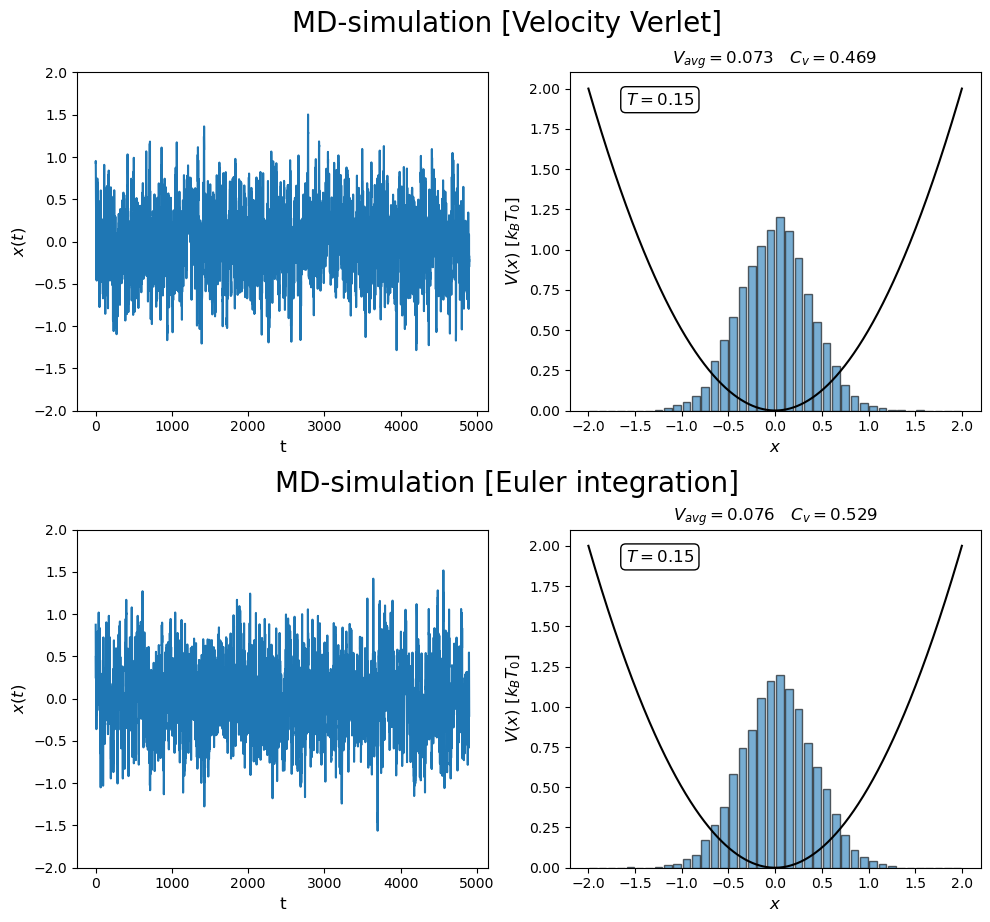 MD-simulation [Velocity Verlet]
V_avg = 0.073 C_v = 0.469
2.0
1.5
1.0
0.5
0.0
−0.5
−1.0
−1.5
−2.0
x(t)
0 1000 2000 3000 4000 5000
t
T = 0.15
2.00
1.75
1.50
1.25
1.00
0.75
0.50
0.25
0.00
V(x) [k_BT_0]
−2.0 −1.5 −1.0 −0.5 0.0 0.5 1.0 1.5 2.0
x
MD-simulation [Euler integration]
V_avg = 0.076 C_v = 0.529
2.0
1.5
1.0
0.5
0.0
−0.5
−1.0
−1.5
−2.0
x(t)
0 1000 2000 3000 4000 5000
t
T = 0.15
2.00
1.75
1.50
1.25
1.00
0.75
0.50
0.25
0.00
V(x) [k_BT_0]
−2.0 −1.5 −1.0 −0.5 0.0 0.5 1.0 1.5 2.0
x